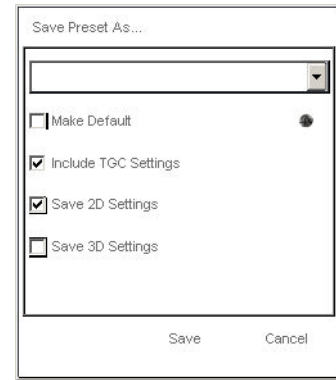 Save Preset As...
Make Default
Include TGC Settings
Save 2D Settings
Save 3D Settings
Save Cancel